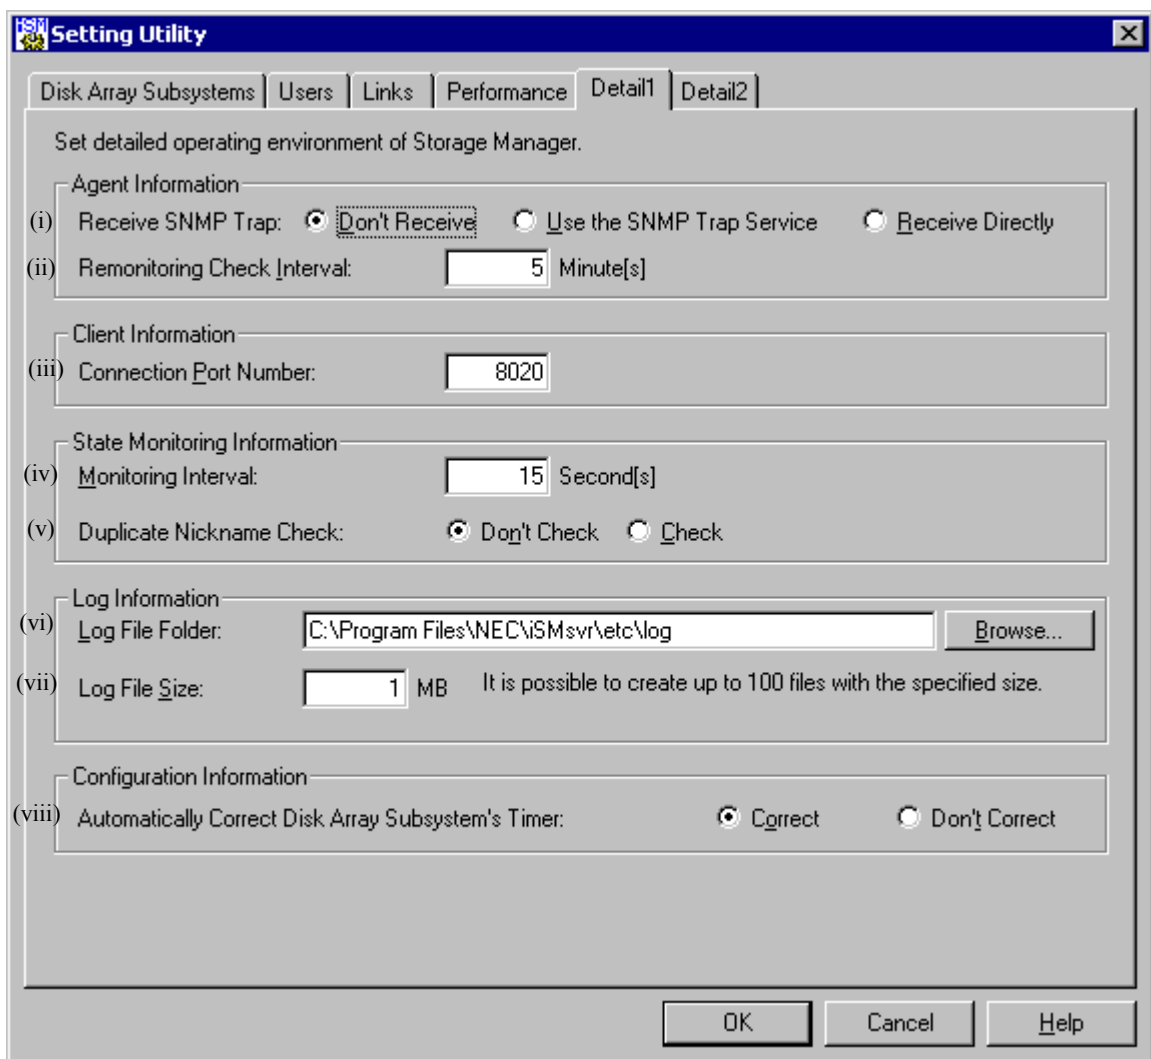 iSM Setting Utility
Disk Array Subsystems Users Links Performance Detail1 Detail2
Set detailed operating environment of Storage Manager.
Agent Information
(i) Receive SNMP Trap: Don't Receive Use the SNMP Trap Service Receive Directly
(ii) Remonitoring Check Interval: 5 Minute[s]
Client Information
(iii) Connection Port Number: 8020
State Monitoring Information
(iv) Monitoring Interval: 15 Second[s]
(v) Duplicate Nickname Check: Don't Check Check
Log Information
(vi) Log File Folder: C:\Program Files\NEC\iSMsvr\etc\log Browse...
(vii) Log File Size: 1 MB It is possible to create up to 100 files with the specified size.
Configuration Information
(viii) Automatically Correct Disk Array Subsystem's Timer: Correct Don't Correct
OK Cancel Help